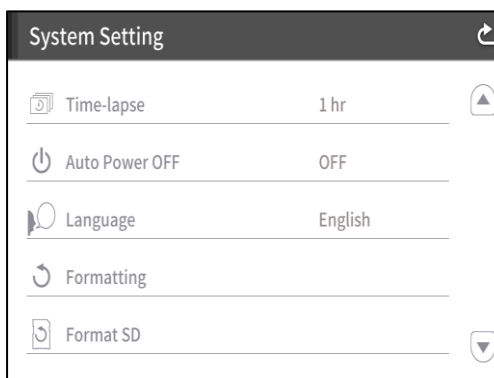 System Setting
Time-lapse 1 hr
Auto Power OFF OFF
Language English
Formatting
Format SD